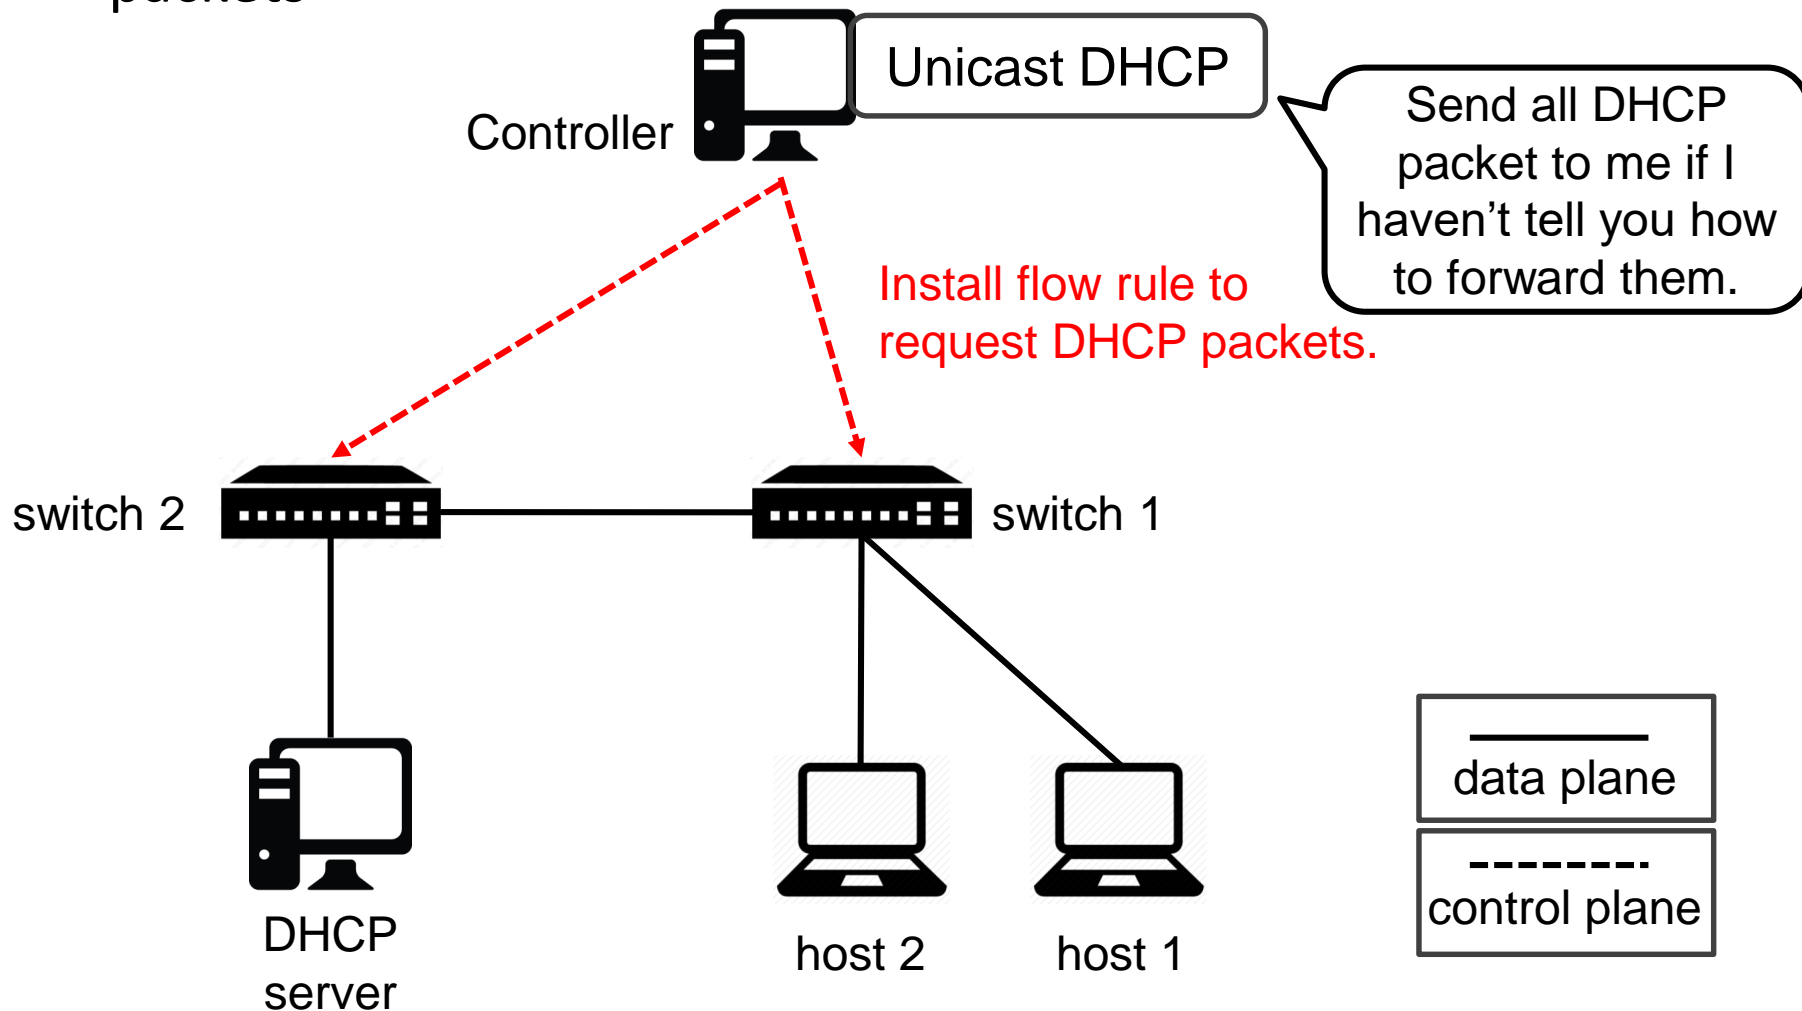 packets
Unicast DHCP
Controller
Send all DHCP
packet to me if I
haven't tell you how
to forward them.
Install flow rule to
request DHCP packets.
switch 2
switch 1
data plane
control plane
DHCP
server
host 2
host 1